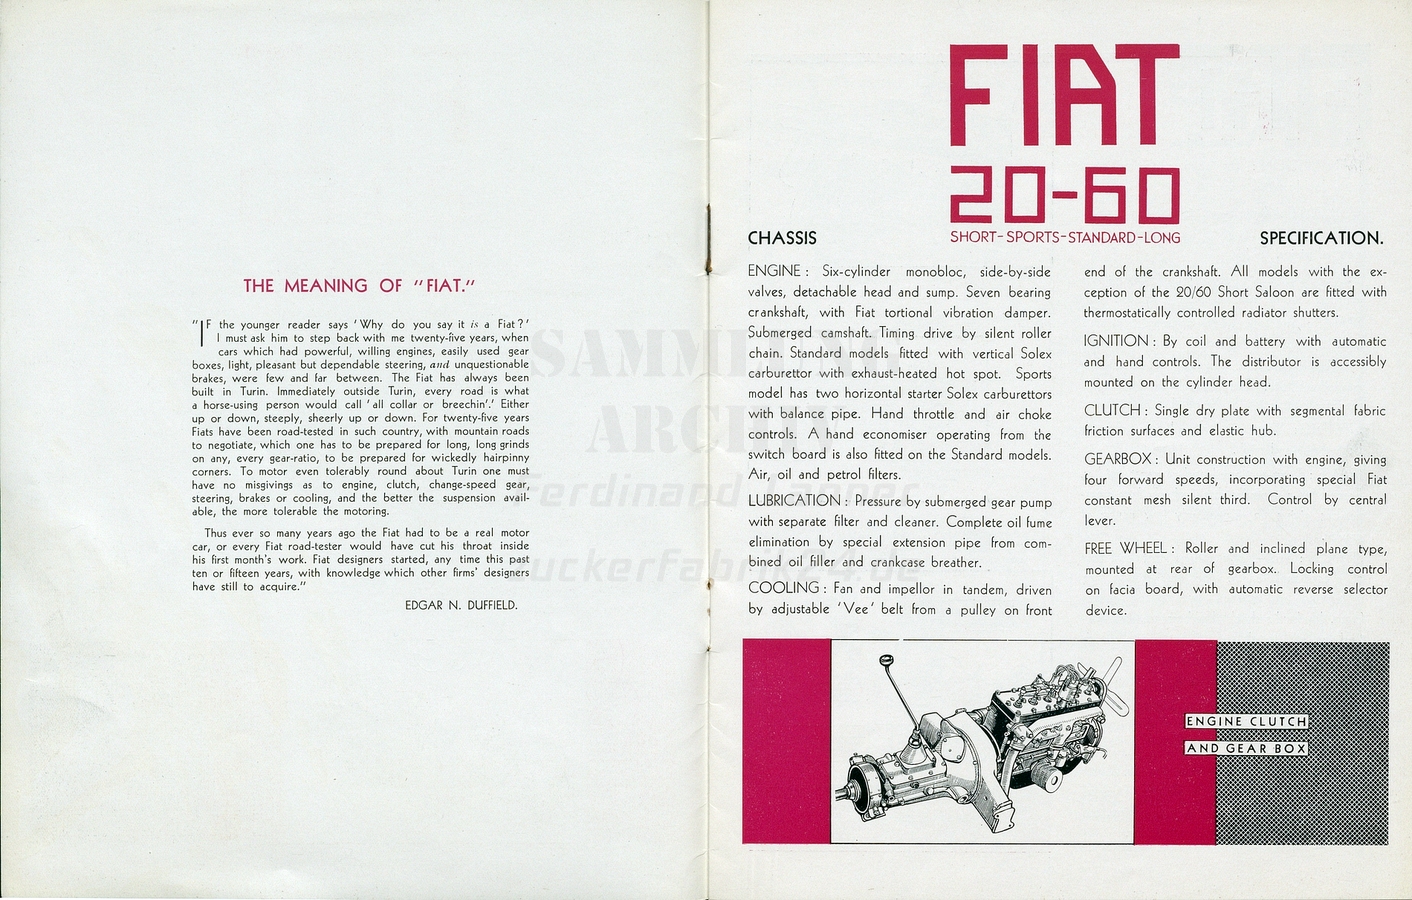 THE MEANING OF "FIAT."
"IF the younger reader says 'Why do you say it is a Fiat?'
I must ask him to step back with me twenty-five years, when
cars which had powerful, willing engines, easily used gear
boxes, light, pleasant but dependable steering, and unquestionable
brakes, were few and far between. The Fiat has always been
built in Turin. Immediately outside Turin, every road is what
a horse-using person would call 'all collar or breechin'.' Either
up or down, steeply, sheerly up or down. For twenty-five years
Fiats have been road-tested in such country, with mountain roads
to negotiate, which one has to be prepared for long, long grinds
on any, every gear-ratio, to be prepared for wickedly hairpinny
corners. To motor even tolerably round about Turin one must
have no misgivings as to engine, clutch, change-speed gear,
steering, brakes or cooling, and the better the suspension avail-
able, the more tolerable the motoring.
Thus ever so many years ago the Fiat had to be a real motor
car, or every Fiat road-tester would have cut his throat inside
his first month's work. Fiat designers started, any time this past
ten or fifteen years, with knowledge which other firms' designers
have still to acquire."
EDGAR N. DUFFIELD.
FIAT
20-60
SHORT-SPORTS-STANDARD-LONG
CHASSIS
SPECIFICATION.
ENGINE: Six-cylinder monobloc, side-by-side
valves, detachable head and sump. Seven bearing
crankshaft, with Fiat tortional vibration damper.
Submerged camshaft. Timing drive by silent roller
chain. Standard models fitted with vertical Solex
carburettor with exhaust-heated hot spot. Sports
model has two horizontal starter Solex carburettors
with balance pipe. Hand throttle and air choke
controls. A hand economiser operating from the
switch board is also fitted on the Standard models.
Air, oil and petrol filters.
LUBRICATION: Pressure by submerged gear pump
with separate filter and cleaner. Complete oil fume
elimination by special extension pipe from com-
bined oil filler and crankcase breather.
COOLING: Fan and impellor in tandem, driven
by adjustable 'Vee' belt from a pulley on front
end of the crankshaft. All models with the ex-
ception of the 20/60 Short Saloon are fitted with
thermostatically controlled radiator shutters.
IGNITION: By coil and battery with automatic
and hand controls. The distributor is accessibly
mounted on the cylinder head.
CLUTCH: Single dry plate with segmental fabric
friction surfaces and elastic hub.
GEARBOX: Unit construction with engine, giving
four forward speeds, incorporating special Fiat
constant mesh silent third. Control by central
lever.
FREE WHEEL: Roller and inclined plane type,
mounted at rear of gearbox. Locking control
on facia board, with automatic reverse selector
device.
ENGINE CLUTCH
AND GEAR BOX
SAMMLUNG
ARCHIV
Ferdinand
uckerfabrik24.de